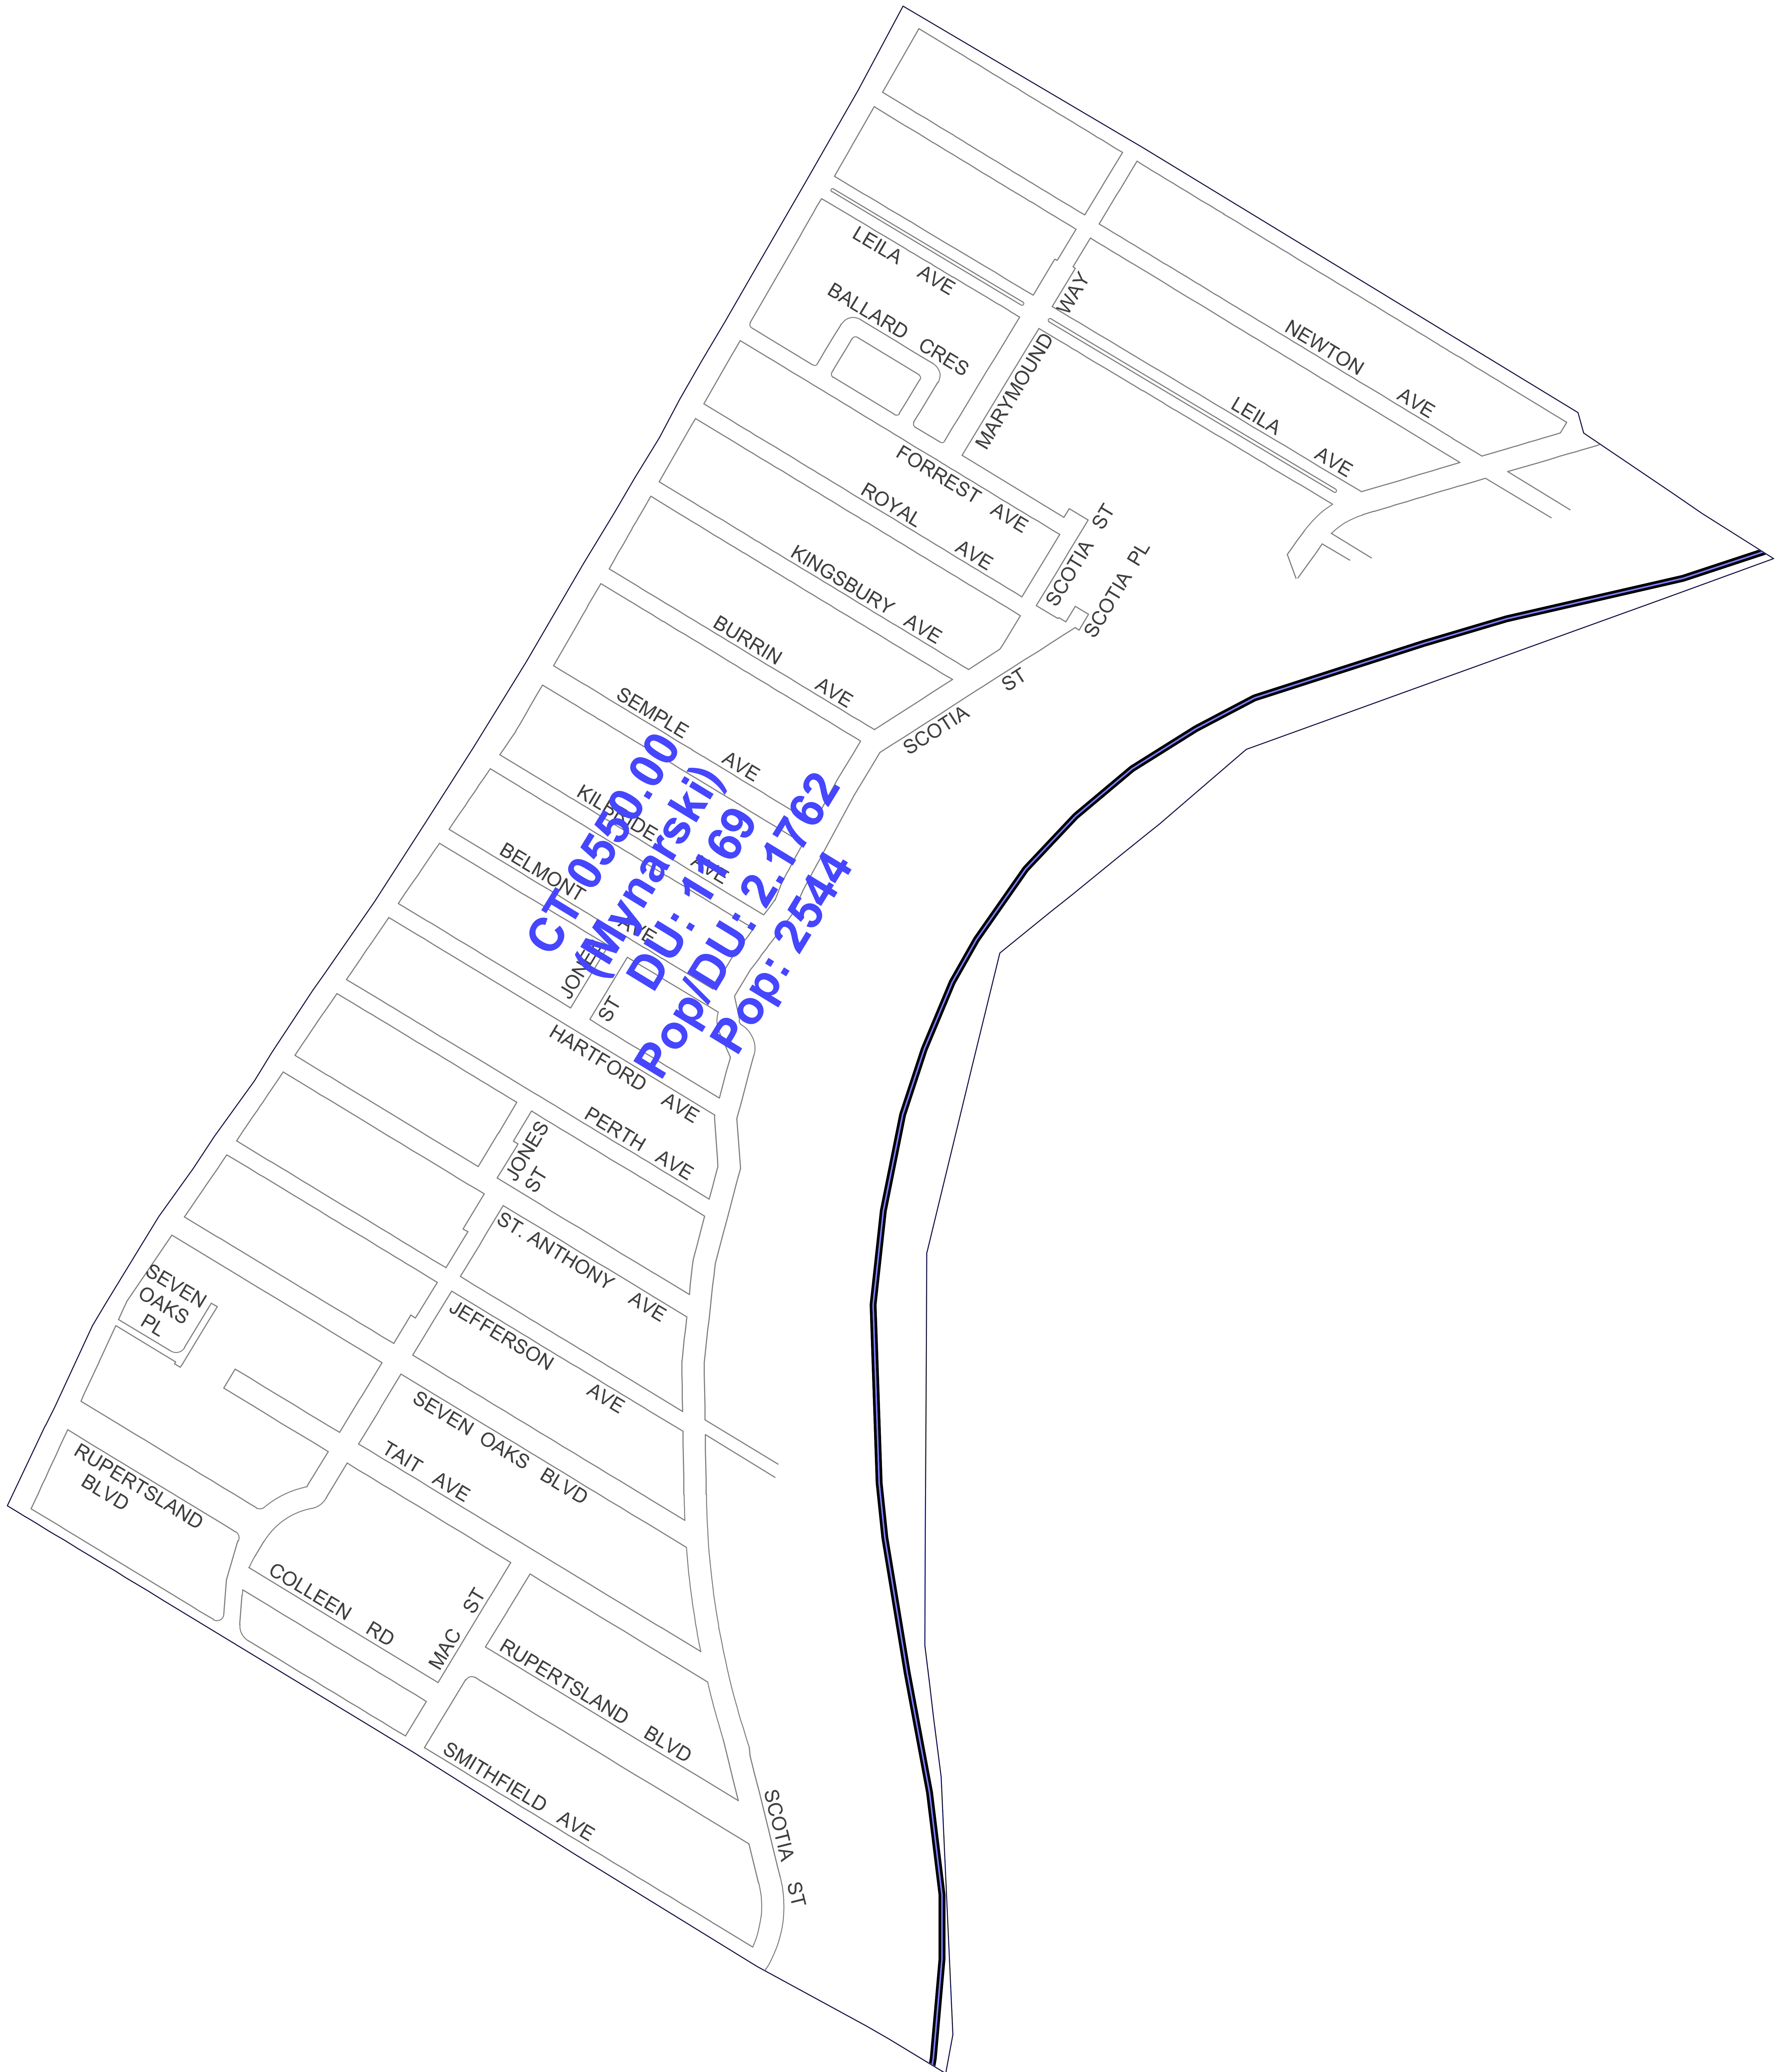 LEILA AVE
BALLARD CRES
MARYMOUND WAY
NEWTON AVE
LEILA AVE
FORREST AVE
ROYAL AVE
SCOTIA ST
SCOTIA PL
KINGSBURY AVE
BURRIN AVE
SCOTIA ST
SEMPLE AVE
KILBRIDE AVE
BELMONT AVE
CT 0550.00
(Mynarski)
DU: 1169
Pop/DU: 2.1762
Pop: 2544
JONES ST
HARTFORD AVE
PERTH AVE
JONES
ST
ST. ANTHONY AVE
SEVEN
OAKS
PL
JEFFERSON AVE
SEVEN OAKS BLVD
TAIT AVE
RUPERTSLAND
BLVD
COLLEEN RD
MAC ST
RUPERTSLAND BLVD
SMITHFIELD AVE
SCOTIA ST